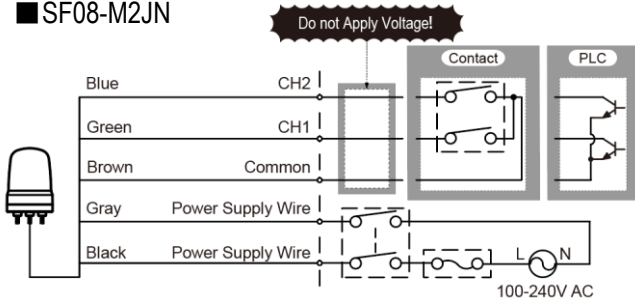 ■SF08-M2JN
Do not Apply Voltage!
Contact
PLC
Blue CH2
Green CH1
Brown Common
Gray Power Supply Wire
Black Power Supply Wire
L N
100-240V AC